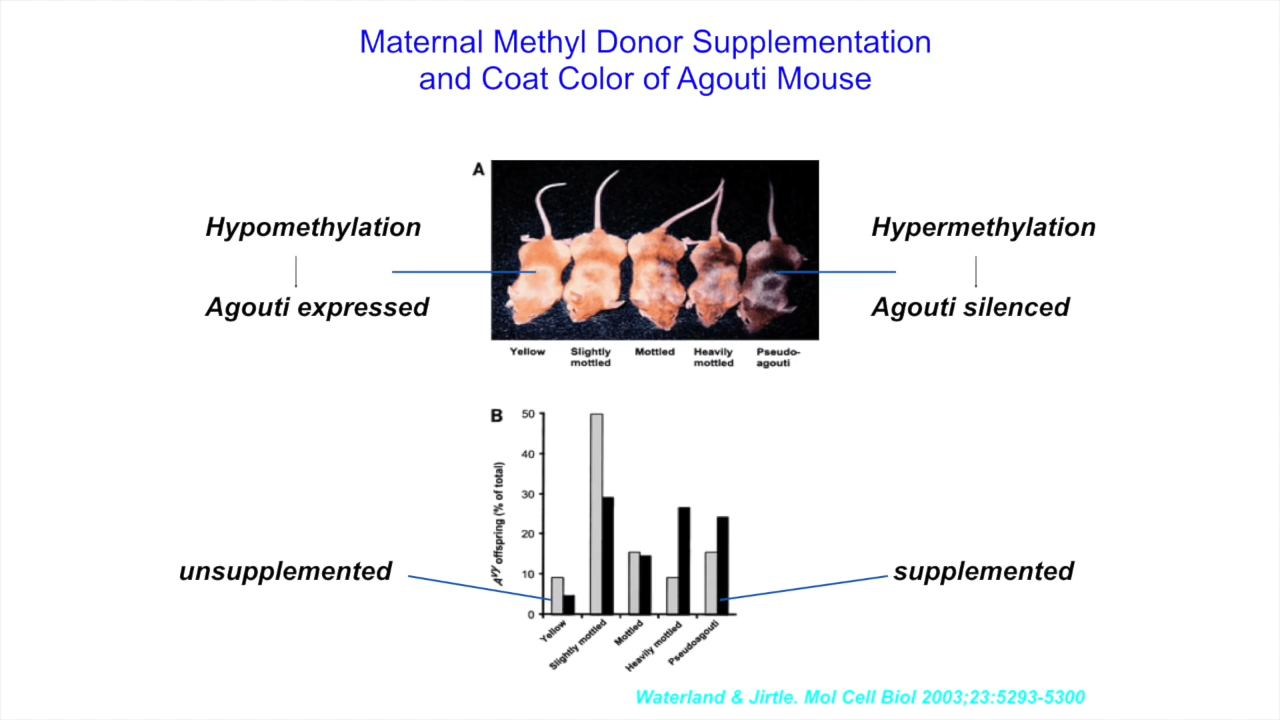 Maternal Methyl Donor Supplementation
and Coat Color of Agouti Mouse
A
Hypomethylation
Agouti expressed
Hypermethylation
Agouti silenced
Yellow
Slightly
mottled
Mottled
Heavily
mottled
Pseudo-
agouti
B
50
40
30
20
10
0
Avy offspring (% of total)
unsupplemented
supplemented
Yellow
Slightly mottled
Mottled
Heavily mottled
Pseudoagouti
Waterland & Jirtle. Mol Cell Biol 2003;23:5293-5300